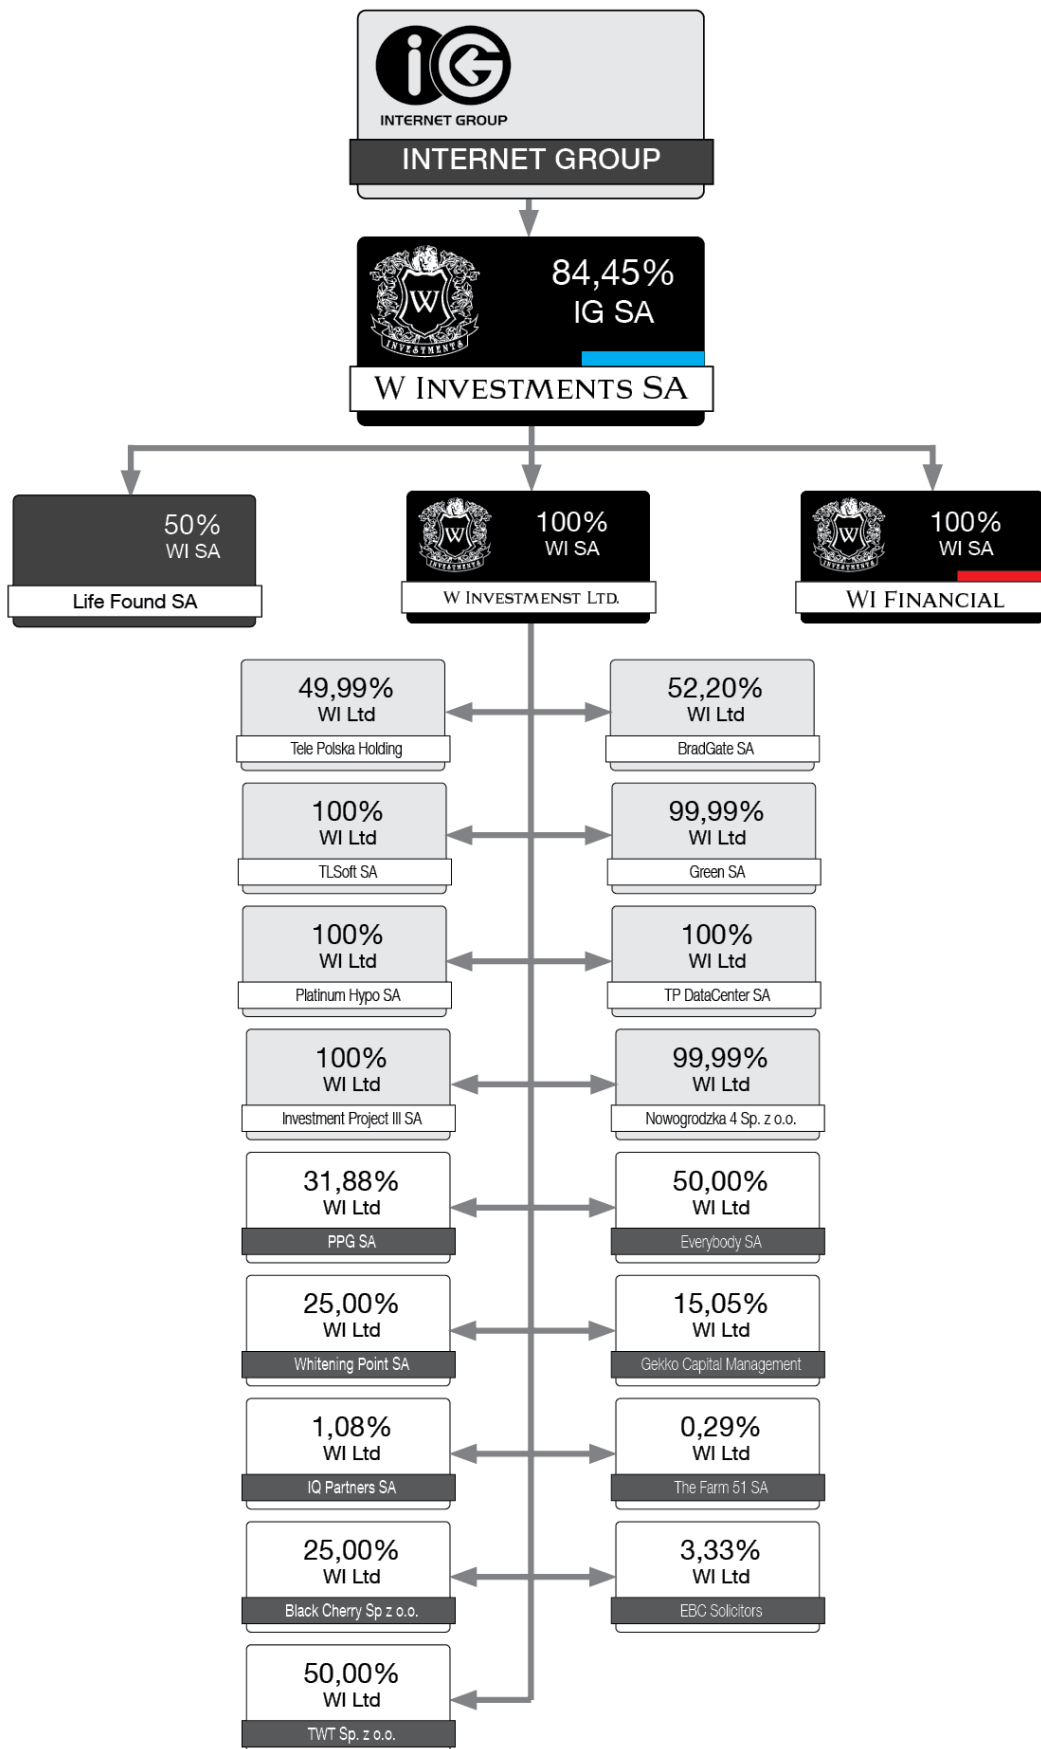 iG
INTERNET GROUP
INTERNET GROUP
W
INVESTMENTS
84,45%
IG SA
W INVESTMENTS SA
50%
WI SA
Life Found SA
W
INVESTMENTS
100%
WI SA
W INVESTMENST LTD.
W
INVESTMENTS
100%
WI SA
WI FINANCIAL
49,99%
WI Ltd
Tele Polska Holding
52,20%
WI Ltd
BradGate SA
100%
WI Ltd
TLSoft SA
99,99%
WI Ltd
Green SA
100%
WI Ltd
Platinum Hypo SA
100%
WI Ltd
TP DataCenter SA
100%
WI Ltd
Investment Project III SA
99,99%
WI Ltd
Nowogrodzka 4 Sp. z o.o.
31,88%
WI Ltd
PPG SA
50,00%
WI Ltd
Everybody SA
25,00%
WI Ltd
Whitening Point SA
15,05%
WI Ltd
Gekko Capital Management
1,08%
WI Ltd
IQ Partners SA
0,29%
WI Ltd
The Farm 51 SA
25,00%
WI Ltd
Black Cherry Sp z o.o.
3,33%
WI Ltd
EBC Solicitors
50,00%
WI Ltd
TWT Sp. z o.o.